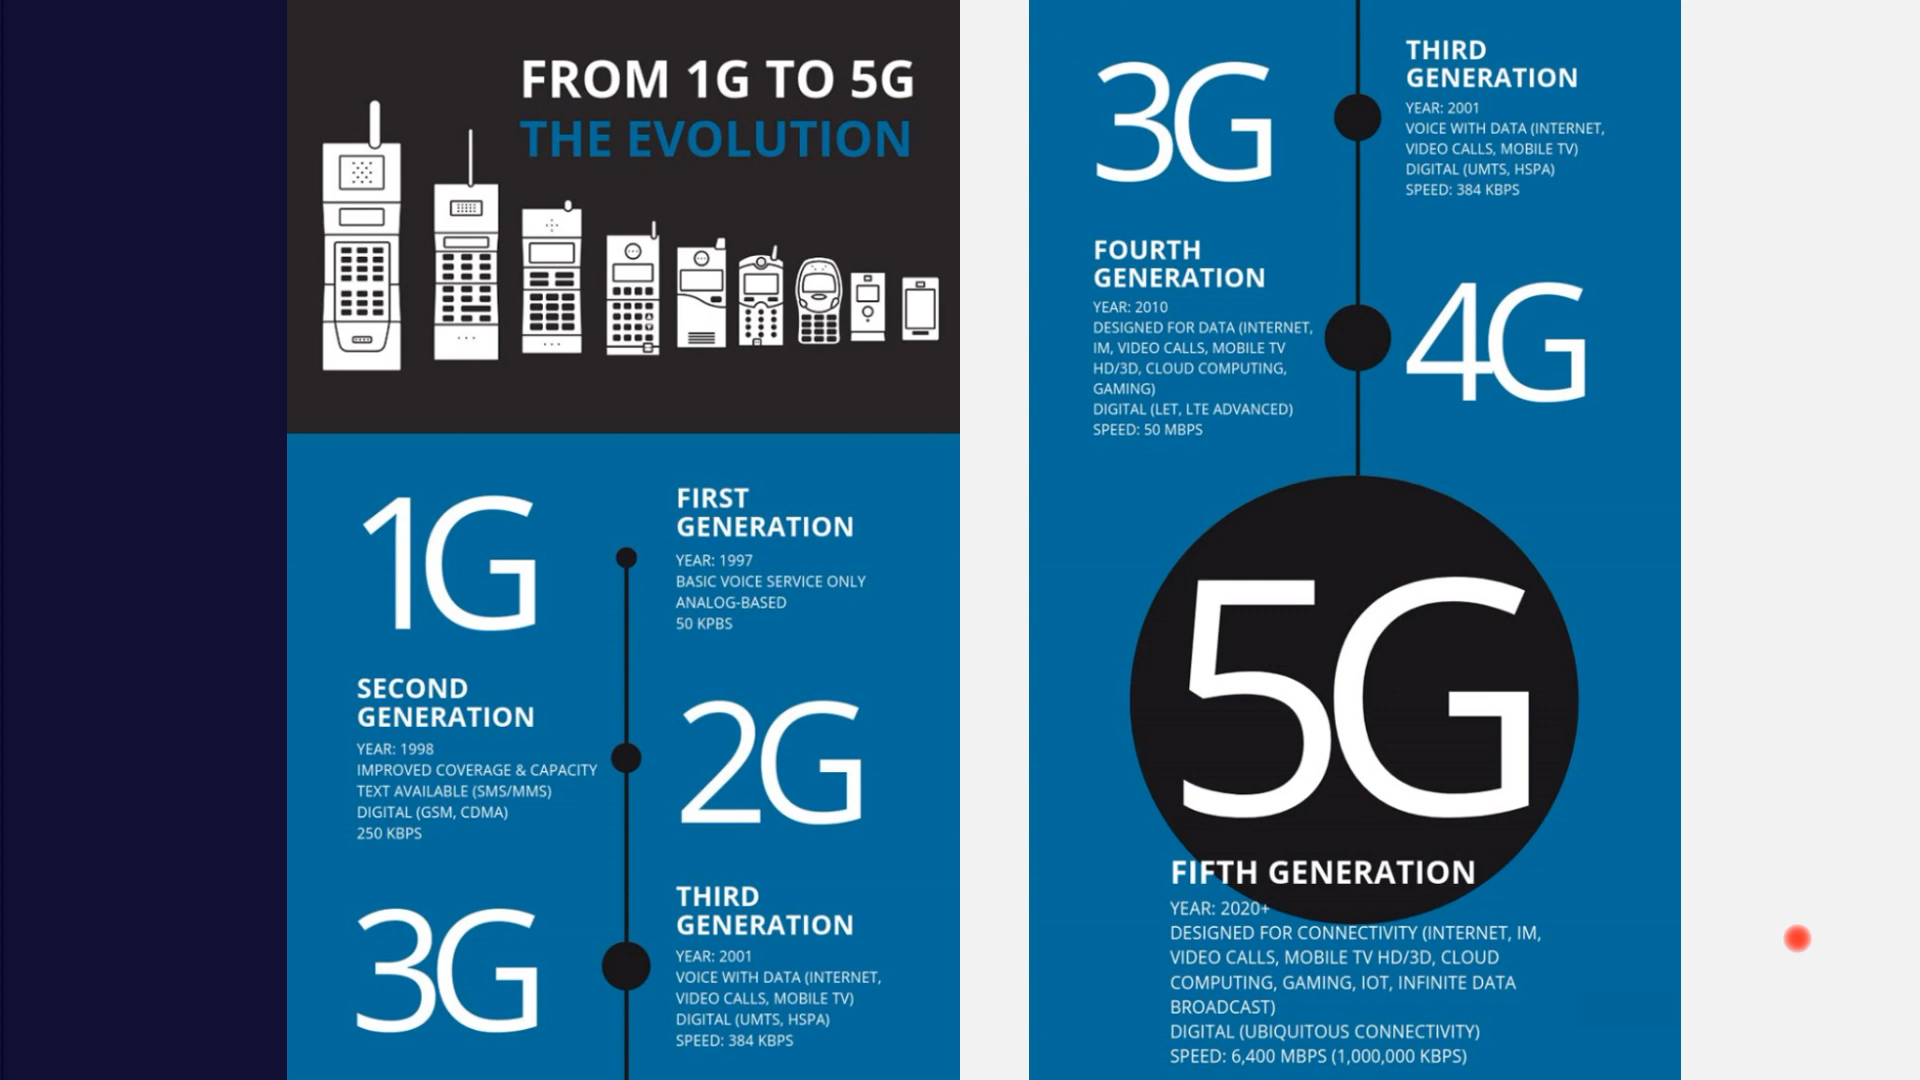 FROM 1G TO 5G
THE EVOLUTION
1G
FIRST
GENERATION
YEAR: 1997
BASIC VOICE SERVICE ONLY
ANALOG-BASED
50 KPBS
SECOND
GENERATION
YEAR: 1998
IMPROVED COVERAGE & CAPACITY
TEXT AVAILABLE (SMS/MMS)
DIGITAL (GSM, CDMA)
250 KBPS
2G
3G
THIRD
GENERATION
YEAR: 2001
VOICE WITH DATA (INTERNET,
VIDEO CALLS, MOBILE TV)
DIGITAL (UMTS, HSPA)
SPEED: 384 KBPS
3G
THIRD
GENERATION
YEAR: 2001
VOICE WITH DATA (INTERNET,
VIDEO CALLS, MOBILE TV)
DIGITAL (UMTS, HSPA)
SPEED: 384 KBPS
FOURTH
GENERATION
YEAR: 2010
DESIGNED FOR DATA (INTERNET,
IM, VIDEO CALLS, MOBILE TV
HD/3D, CLOUD COMPUTING,
GAMING)
DIGITAL (LET, LTE ADVANCED)
SPEED: 50 MBPS
4G
5G
FIFTH GENERATION
YEAR: 2020+
DESIGNED FOR CONNECTIVITY (INTERNET, IM,
VIDEO CALLS, MOBILE TV HD/3D, CLOUD
COMPUTING, GAMING, IOT, INFINITE DATA
BROADCAST)
DIGITAL (UBIQUITOUS CONNECTIVITY)
SPEED: 6,400 MBPS (1,000,000 KBPS)